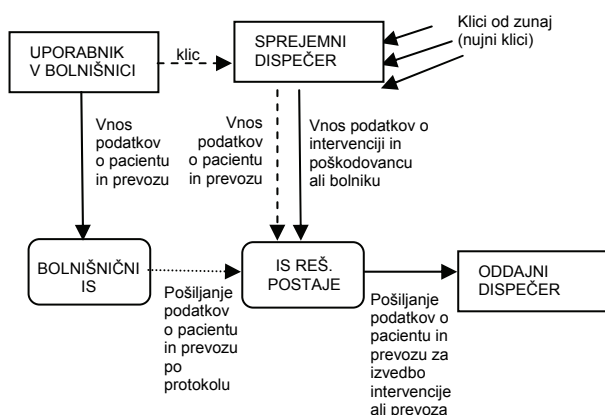 UPORABNIK
V BOLNIŠNICI
klic
SPREJEMNI
DISPEČER
Klici od zunaj
(nujni klici)
Vnos
podatkov
o pacientu
in prevozu
Vnos
podatkov
o pacientu
in prevozu
Vnos podatkov o
intervenciji in
poškodovancu
ali bolniku
BOLNIŠNIČNI
IS
IS REŠ.
POSTAJE
ODDAJNI
DISPEČER
Pošiljanje
podatkov
o pacientu
in prevozu
po
protokolu
Pošiljanje
podatkov o
pacientu in
prevozu za
izvedbo
intervencije
ali prevoza